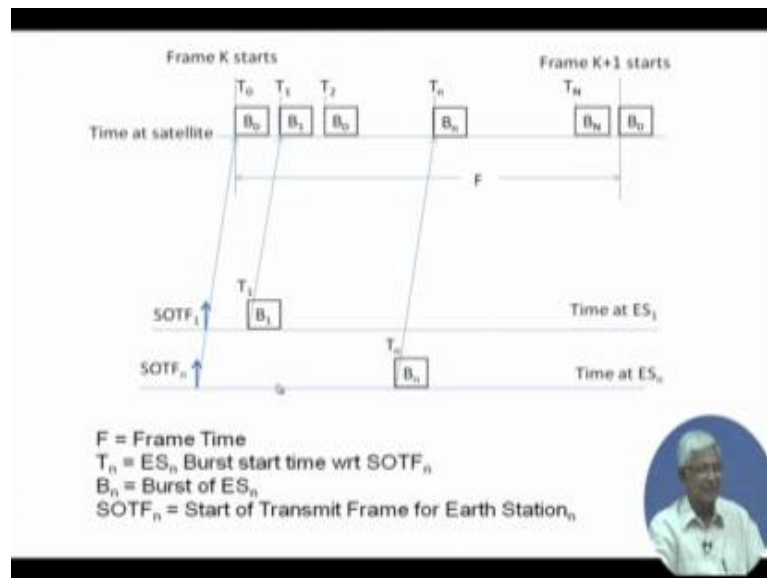 Frame K starts
Frame K+1 starts
T₀ T₁ T₂ Tₙ T_N
Time at satellite B₀ B₁ B₀ Bₙ B_N B₀
F
T₁
SOTF₁ B₁ Time at ES₁
Tₙ
SOTFₙ Bₙ Time at ESₙ
F = Frame Time
Tₙ = ESₙ Burst start time wrt SOTFₙ
Bₙ = Burst of ESₙ
SOTFₙ = Start of Transmit Frame for Earth Stationₙ